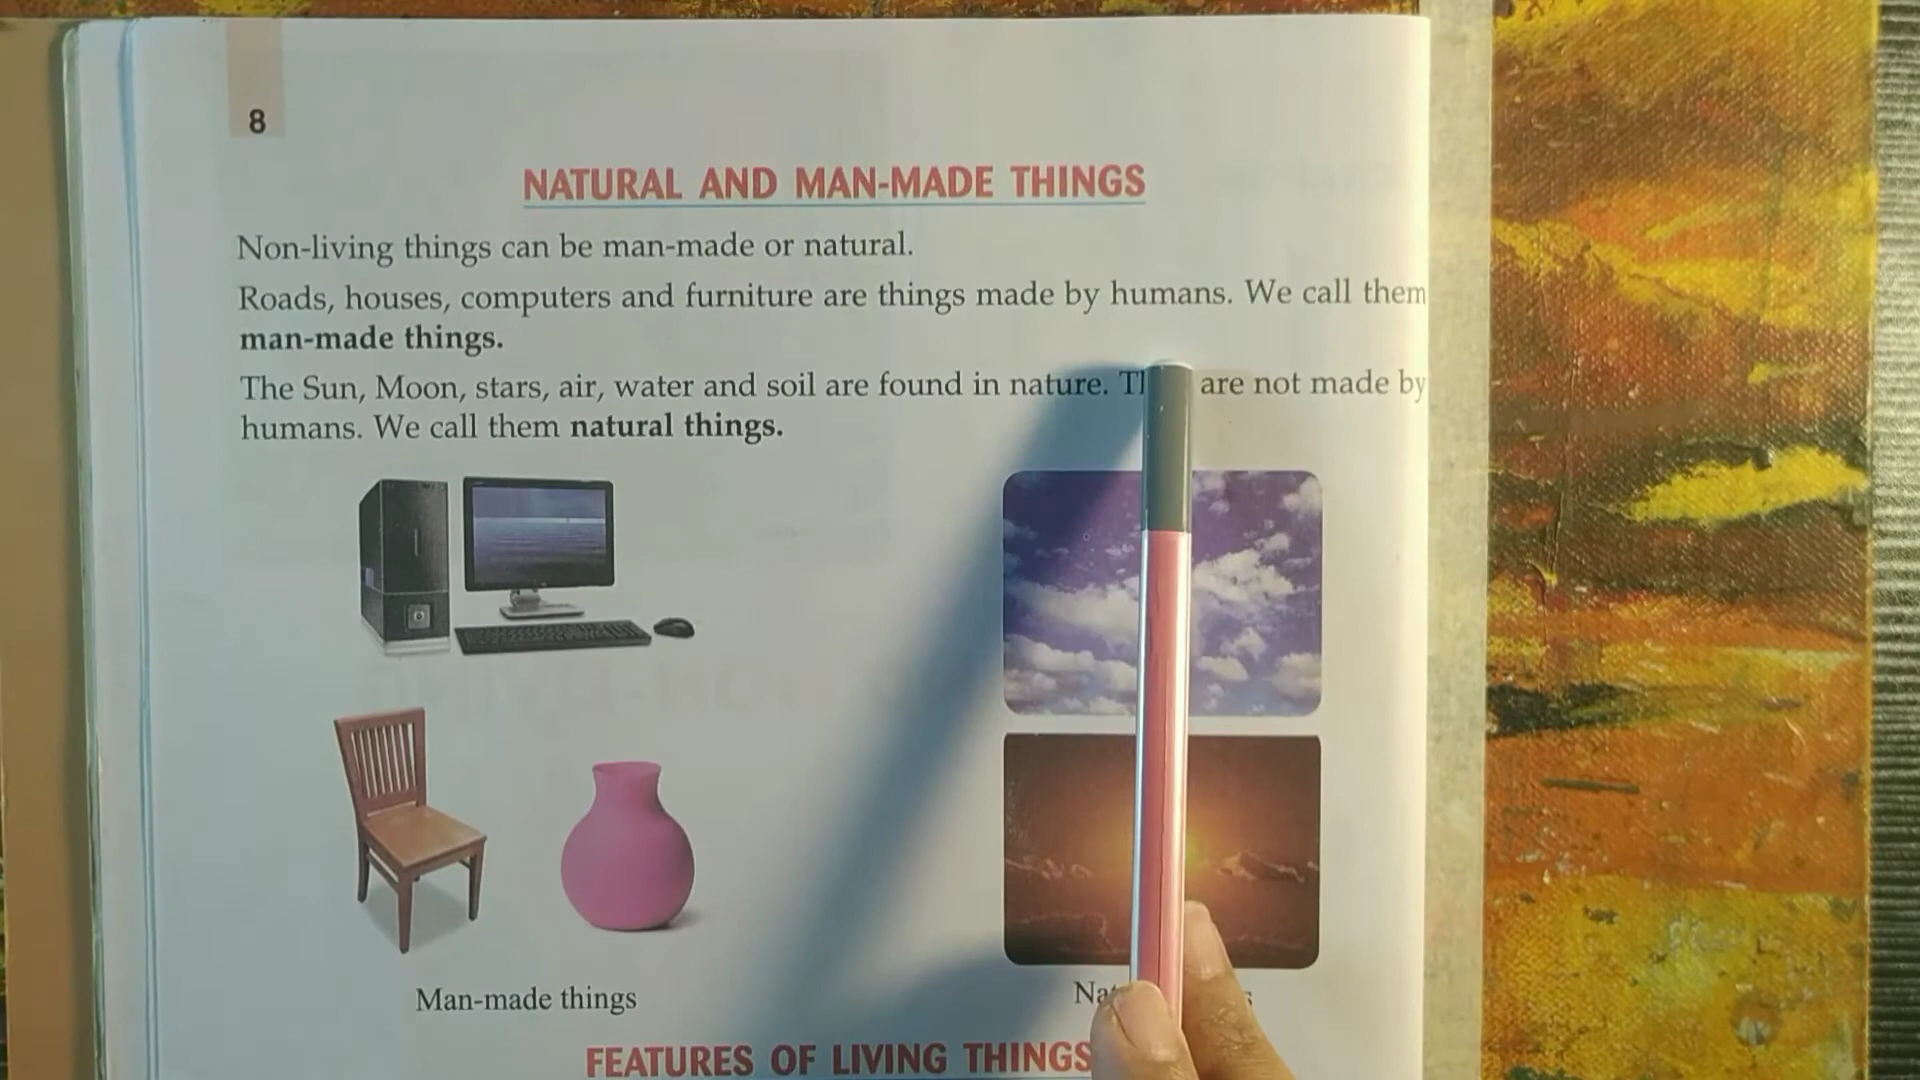 8
NATURAL AND MAN-MADE THINGS
Non-living things can be man-made or natural.
Roads, houses, computers and furniture are things made by humans. We call them
man-made things.
The Sun, Moon, stars, air, water and soil are found in nature. are not made by
humans. We call them natural things.
Man-made things
FEATURES OF LIVING THINGS